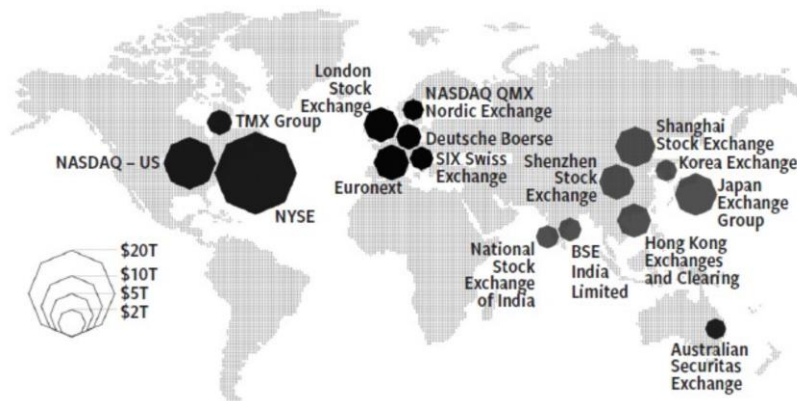 London
Stock
Exchange
NASDAQ QMX
Nordic Exchange
TMX Group
Deutsche Boerse
NASDAQ – US
SIX Swiss
Exchange
Euronext
NYSE
Shanghai
Stock Exchange
Shenzhen
Stock
Exchange
Korea Exchange
Japan
Exchange
Group
National
Stock
Exchange
of India
BSE
India
Limited
Hong Kong
Exchanges
and Clearing
Australian
Securitas
Exchange
$20T
$10T
$5T
$2T